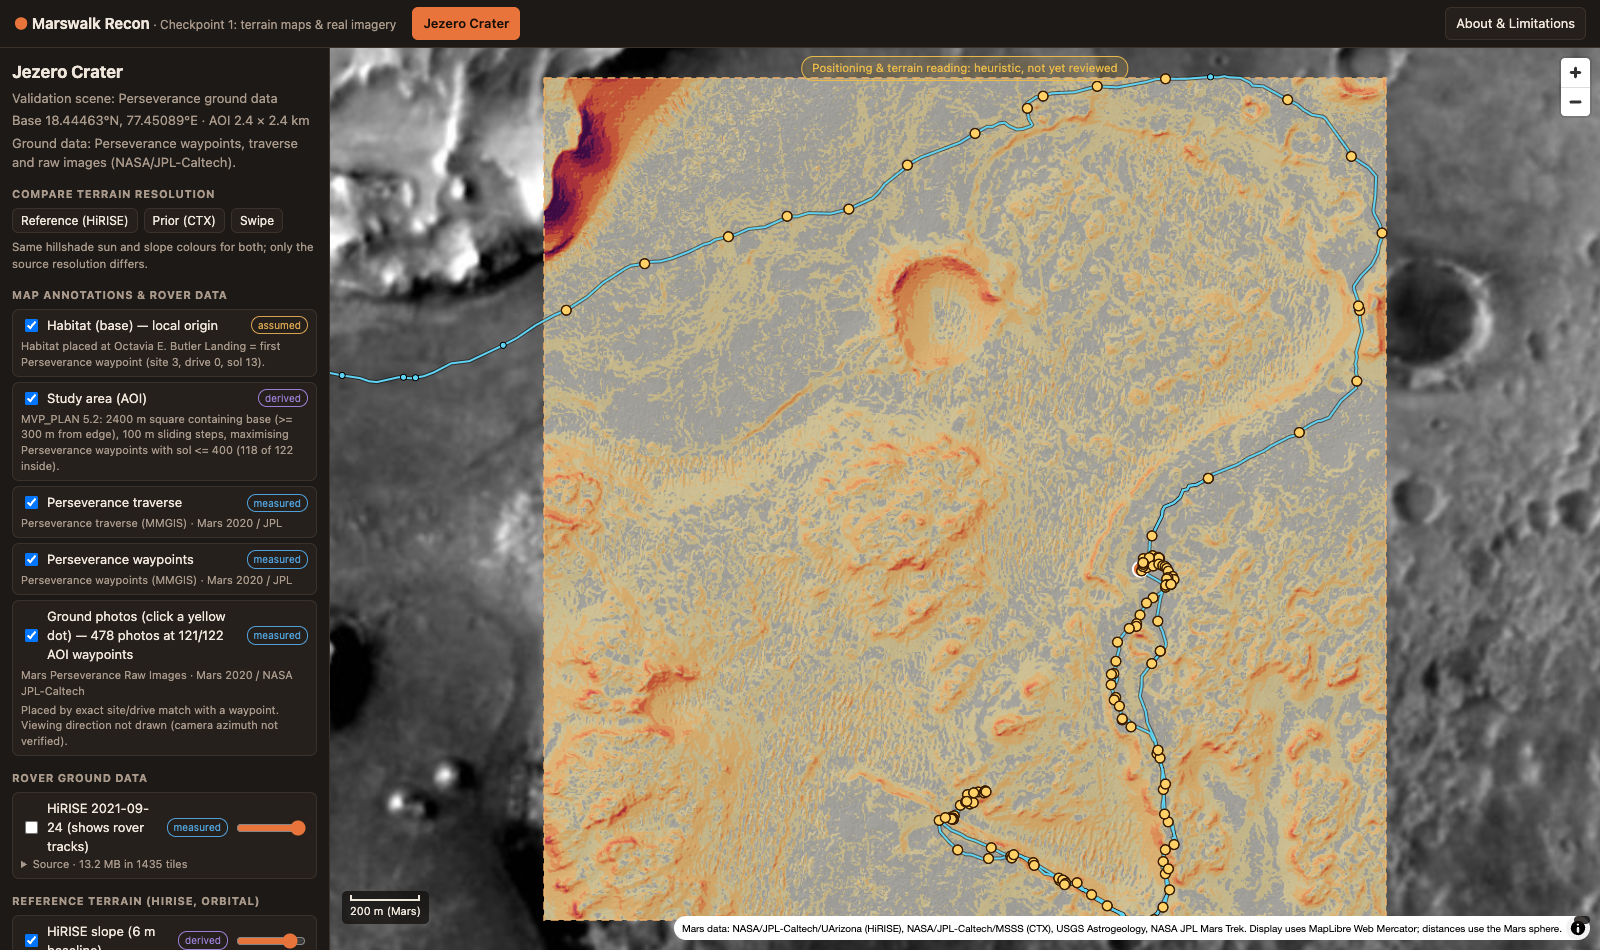 Marswalk Recon · Checkpoint 1: terrain maps & real imagery
Jezero Crater
About & Limitations
Jezero Crater
Validation scene: Perseverance ground data
Base 18.44463°N, 77.45089°E · AOI 2.4 × 2.4 km
Ground data: Perseverance waypoints, traverse
and raw images (NASA/JPL-Caltech).
COMPARE TERRAIN RESOLUTION
Reference (HiRISE)
Prior (CTX)
Swipe
Same hillshade sun and slope colours for both; only the
source resolution differs.
MAP ANNOTATIONS & ROVER DATA
Habitat (base) — local origin
assumed
Habitat placed at Octavia E. Butler Landing = first
Perseverance waypoint (site 3, drive 0, sol 13).
Study area (AOI)
derived
MVP_PLAN 5.2: 2400 m square containing base (>=
300 m from edge), 100 m sliding steps, maximising
Perseverance waypoints with sol <= 400 (118 of 122
inside).
Perseverance traverse
measured
Perseverance traverse (MMGIS) · Mars 2020 / JPL
Perseverance waypoints
measured
Perseverance waypoints (MMGIS) · Mars 2020 / JPL
Ground photos (click a yellow
dot) — 478 photos at 121/122
AOI waypoints
measured
Mars Perseverance Raw Images · Mars 2020 / NASA
JPL-Caltech
Placed by exact site/drive match with a waypoint.
Viewing direction not drawn (camera azimuth not
verified).
ROVER GROUND DATA
HiRISE 2021-09-
24 (shows rover
tracks)
measured
Source · 13.2 MB in 1435 tiles
REFERENCE TERRAIN (HIRISE, ORBITAL)
HiRISE slope (6 m
baseline)
derived
Positioning & terrain reading: heuristic, not yet reviewed
+
−
200 m (Mars)
Mars data: NASA/JPL-Caltech/UArizona (HiRISE), NASA/JPL-Caltech/MSSS (CTX), USGS Astrogeology, NASA JPL Mars Trek. Display uses MapLibre Web Mercator; distances use the Mars sphere.